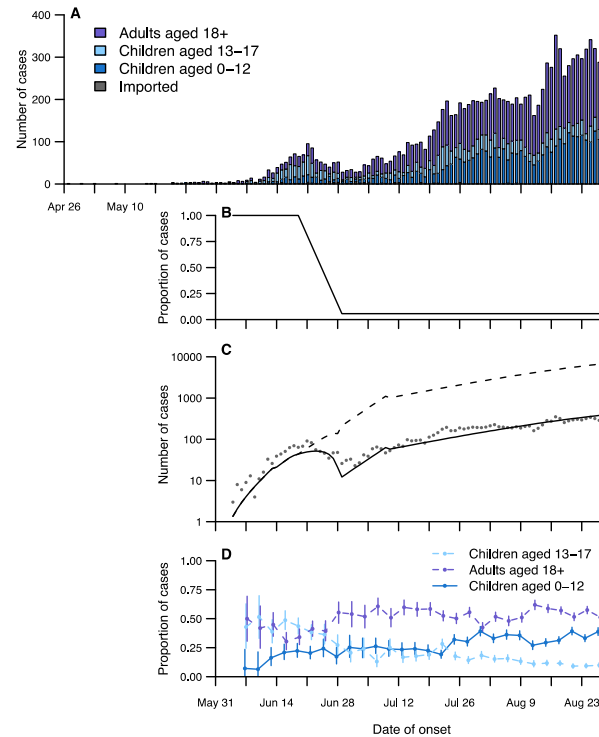 A
Number of cases
400
300
200
100
0
Adults aged 18+
Children aged 13–17
Children aged 0–12
Imported
Apr 26
May 10
B
Proportion of cases
1.00
0.75
0.50
0.25
0.00
C
Number of cases
10000
1000
100
10
1
D
Proportion of cases
1.00
0.75
0.50
0.25
0.00
Children aged 13–17
Adults aged 18+
Children aged 0–12
May 31
Jun 14
Jun 28
Jul 12
Jul 26
Aug 9
Aug 23
Date of onset